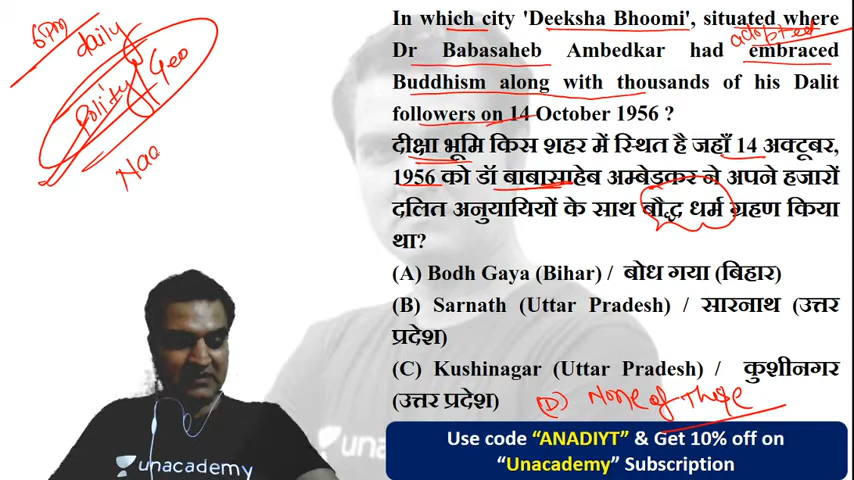 6PM daily
Polity Geo
Nag
In which city 'Deeksha Bhoomi', situated where
adopted
Dr Babasaheb Ambedkar had embraced
Buddhism along with thousands of his Dalit
followers on 14 October 1956 ?
दीक्षा भूमि किस शहर में स्थित है जहाँ 14 अक्टूबर,
1956 को डॉ बाबासाहेब अम्बेडकर ने अपने हजारों
दलित अनुयायियों के साथ बौद्ध धर्म ग्रहण किया
था?
(A) Bodh Gaya (Bihar) / बोध गया (बिहार)
(B) Sarnath (Uttar Pradesh) / सारनाथ (उत्तर
प्रदेश)
(C) Kushinagar (Uttar Pradesh) / कुशीनगर
(उत्तर प्रदेश)
(D) None of These
Use code “ANADIYT” & Get 10% off on
“Unacademy” Subscription
unacademy
una